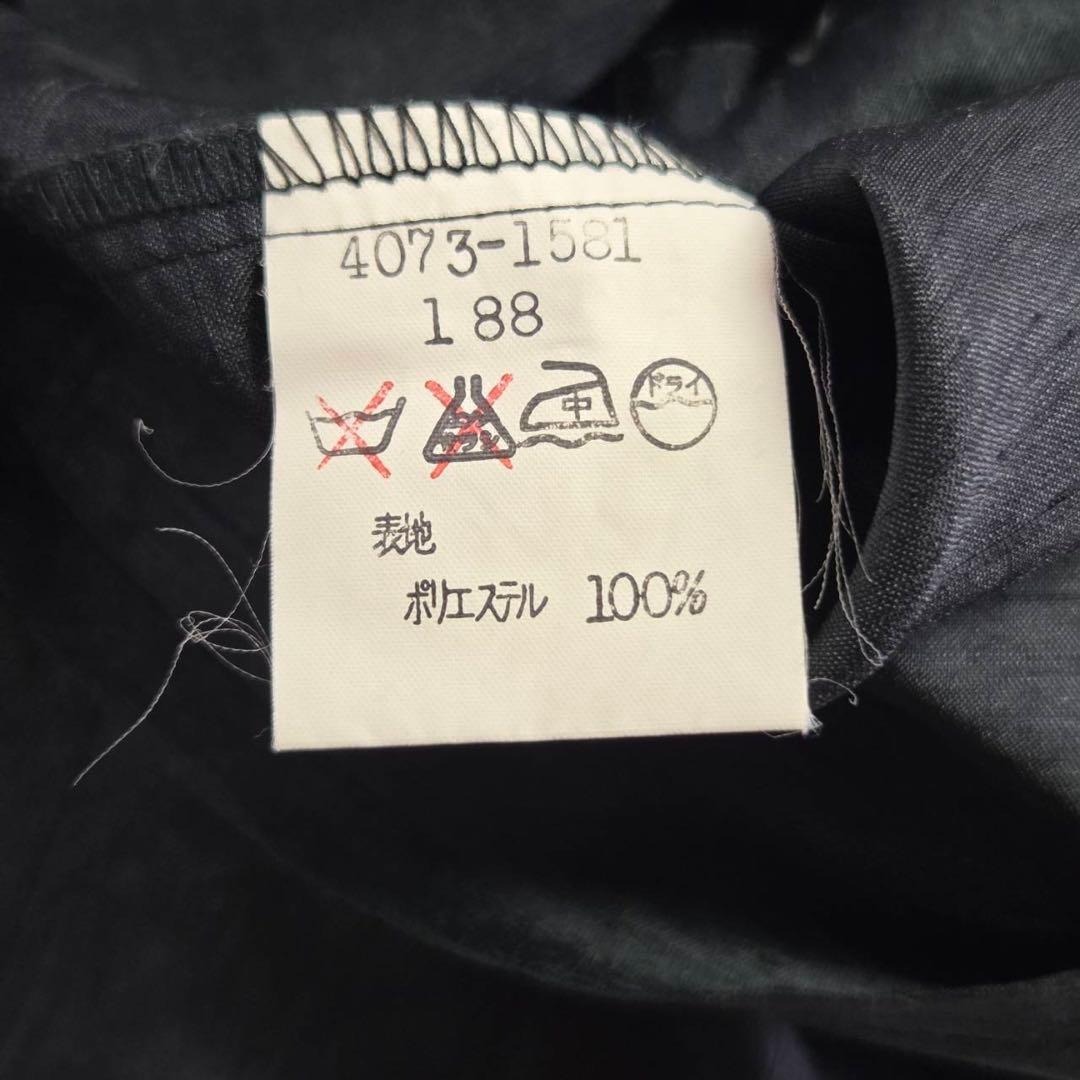 4073-1581
188
中 ドライ
表地
ポリエステル 100%